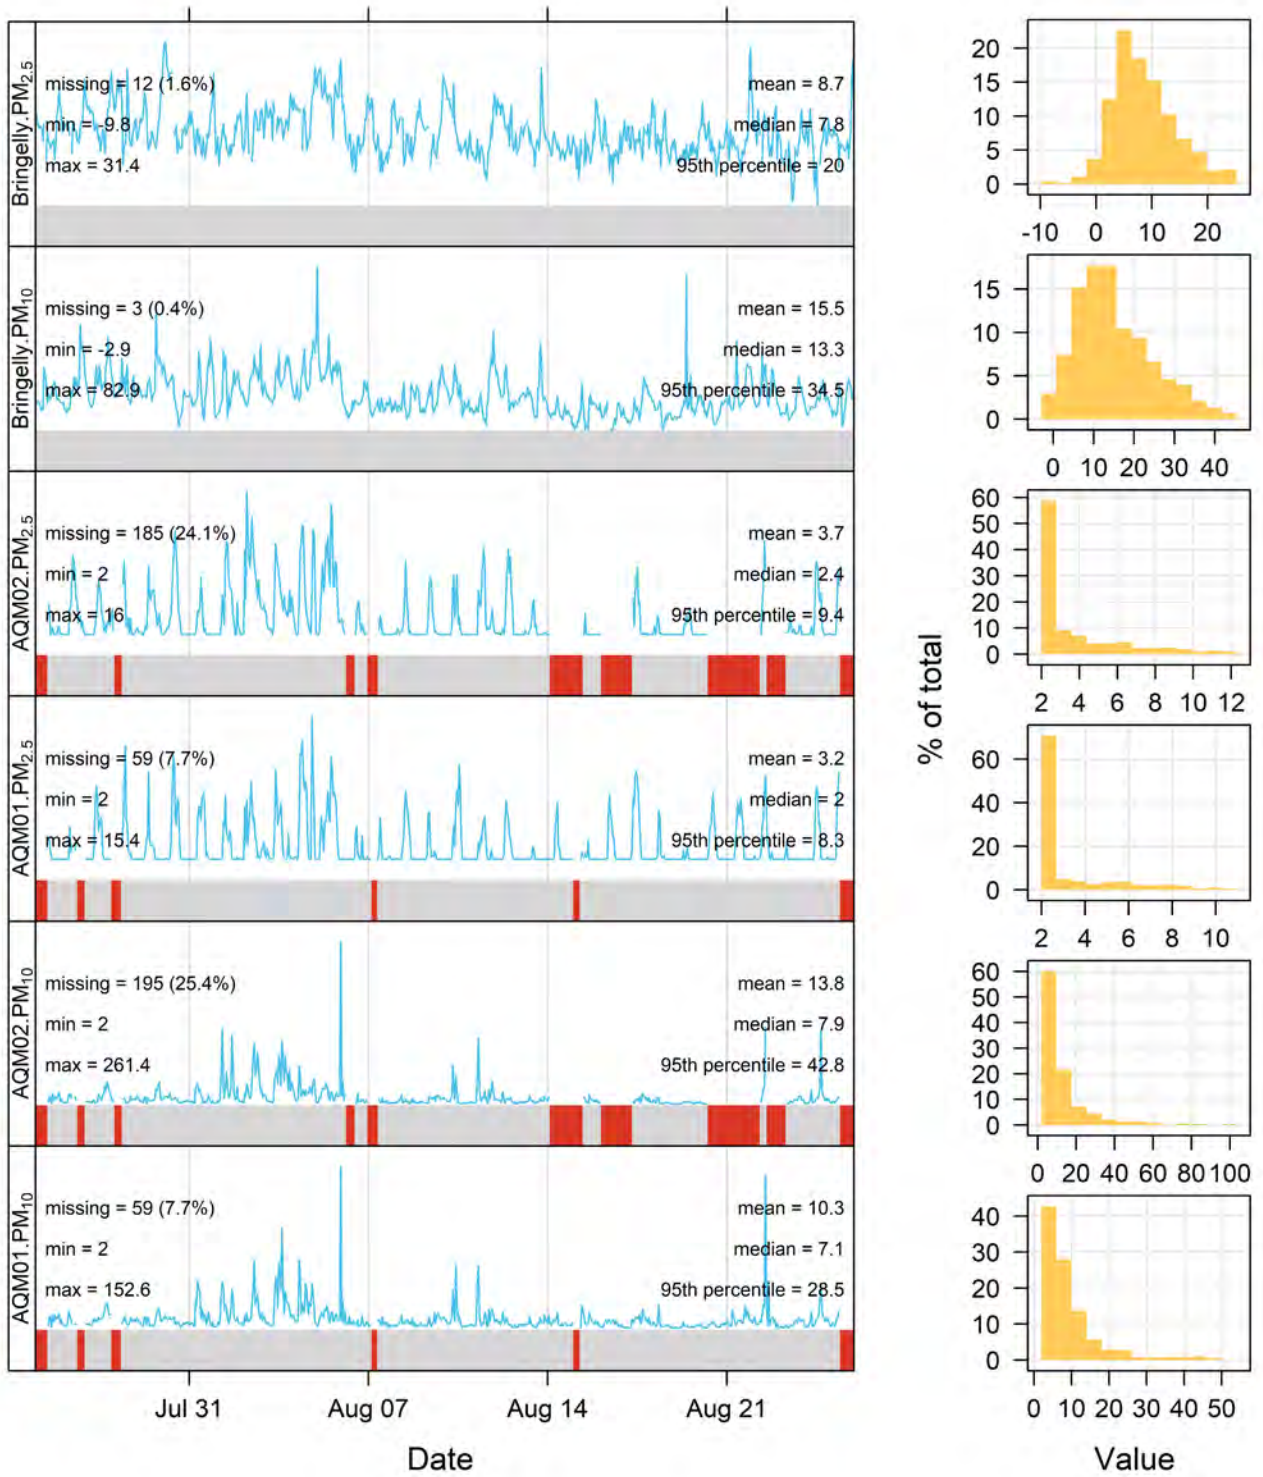 Bringelly.PM2.5
missing = 12 (1.6%)
min = -9.8
max = 31.4
mean = 8.7
median = 7.8
95th percentile = 20
Bringelly.PM10
missing = 3 (0.4%)
min = -2.9
max = 82.9
mean = 15.5
median = 13.3
95th percentile = 34.5
AQM02.PM2.5
missing = 185 (24.1%)
min = 2
max = 16
mean = 3.7
median = 2.4
95th percentile = 9.4
AQM01.PM2.5
missing = 59 (7.7%)
min = 2
max = 15.4
mean = 3.2
median = 2
95th percentile = 8.3
AQM02.PM10
missing = 195 (25.4%)
min = 2
max = 261.4
mean = 13.8
median = 7.9
95th percentile = 42.8
AQM01.PM10
missing = 59 (7.7%)
min = 2
max = 152.6
mean = 10.3
median = 7.1
95th percentile = 28.5
Jul 31 Aug 07 Aug 14 Aug 21
Date
% of total
20
15
10
5
0
-10 0 10 20
15
10
5
0
0 10 20 30 40
60
50
40
30
20
10
0
2 4 6 8 10 12
60
40
20
0
2 4 6 8 10
60
50
40
30
20
10
0
0 20 40 60 80 100
40
30
20
10
0
0 10 20 30 40 50
Value